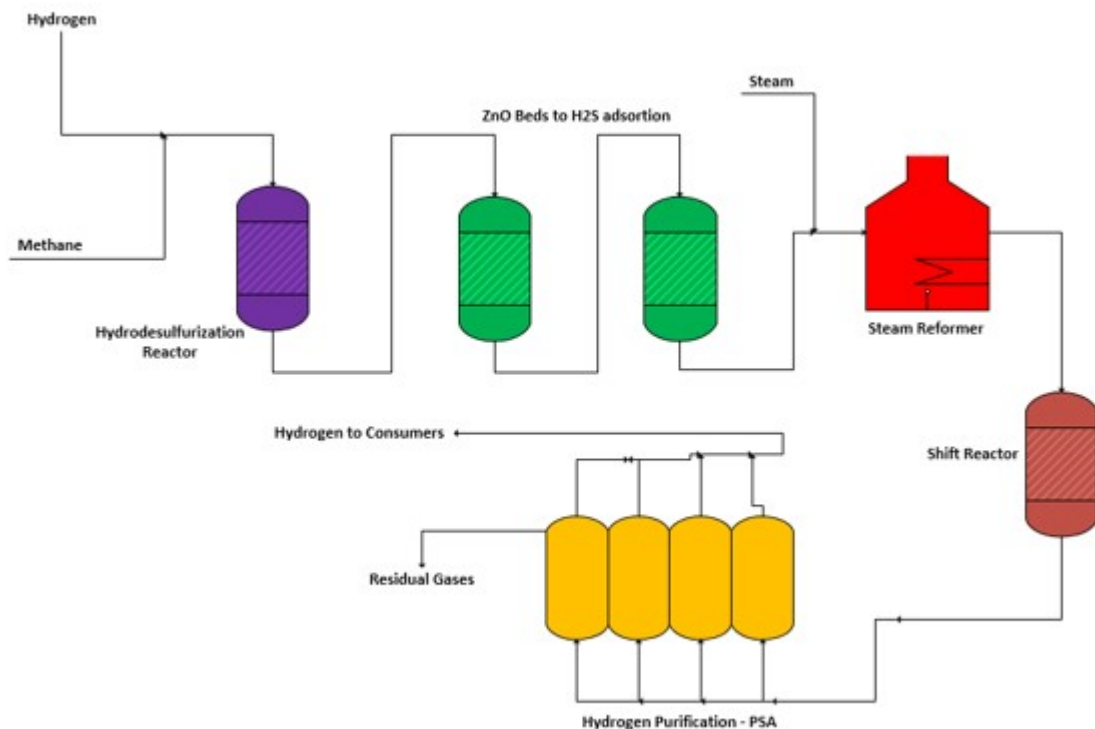 Hydrogen
Steam
ZnO Beds to H2S adsortion
Methane
Hydrodesulfurization
Reactor
Steam Reformer
Hydrogen to Consumers
Shift Reactor
Residual Gases
Hydrogen Purification - PSA